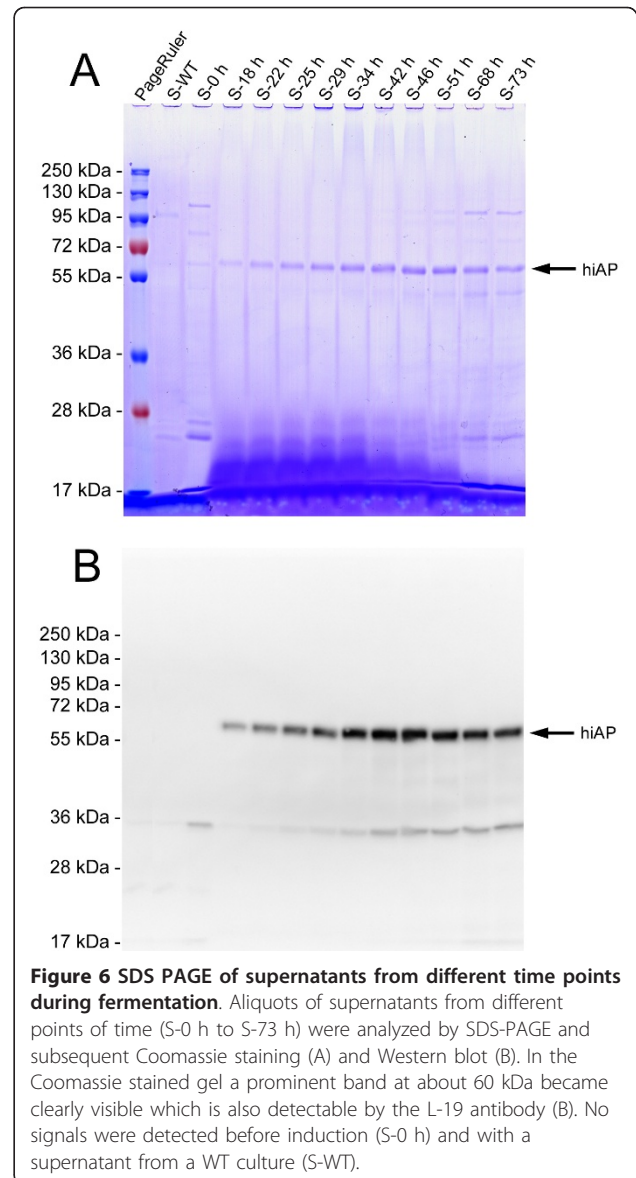 A
PageRuler
S-WT
S-0 h
S-18 h
S-22 h
S-25 h
S-29 h
S-34 h
S-42 h
S-46 h
S-51 h
S-68 h
S-73 h
250 kDa -
130 kDa -
95 kDa -
72 kDa -
55 kDa -
hiAP
36 kDa -
28 kDa -
17 kDa -
B
250 kDa -
130 kDa -
95 kDa -
72 kDa -
55 kDa -
hiAP
36 kDa -
28 kDa -
17 kDa -
Figure 6 SDS PAGE of supernatants from different time points
during fermentation. Aliquots of supernatants from different
points of time (S-0 h to S-73 h) were analyzed by SDS-PAGE and
subsequent Coomassie staining (A) and Western blot (B). In the
Coomassie stained gel a prominent band at about 60 kDa became
clearly visible which is also detectable by the L-19 antibody (B). No
signals were detected before induction (S-0 h) and with a
supernatant from a WT culture (S-WT).